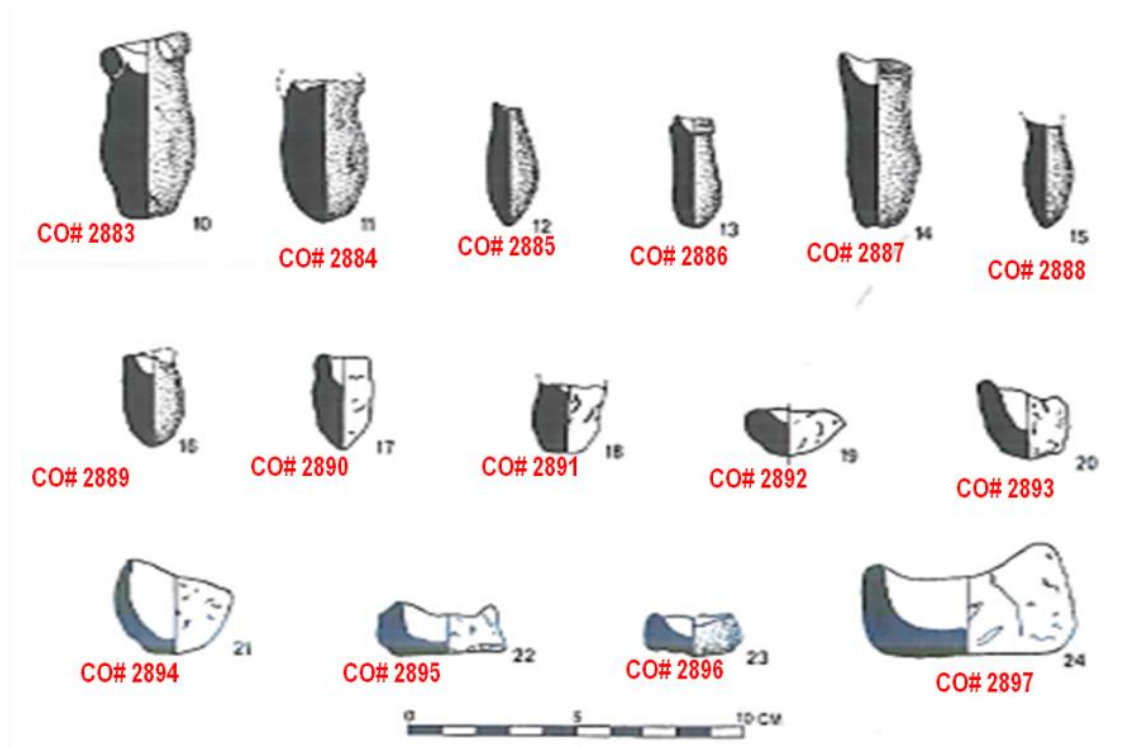 10
11
12
13
14
15
CO# 2883
CO# 2884
CO# 2885
CO# 2886
CO# 2887
CO# 2888
16
17
18
19
20
CO# 2889
CO# 2890
CO# 2891
CO# 2892
CO# 2893
21
22
23
24
CO# 2894
CO# 2895
CO# 2896
CO# 2897
0 5 10 CM